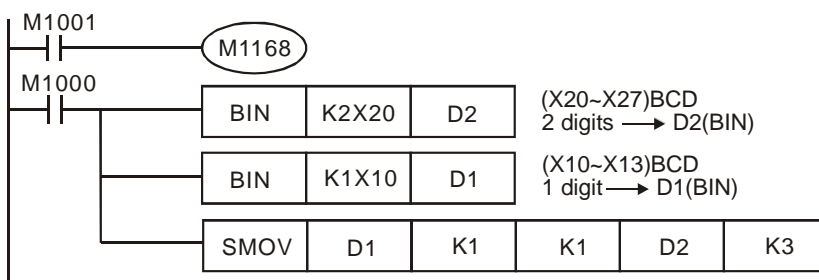 M1001
M1168
M1000
BIN K2X20 D2
(X20~X27)BCD
2 digits → D2(BIN)
BIN K1X10 D1
(X10~X13)BCD
1 digit → D1(BIN)
SMOV D1 K1 K1 D2 K3